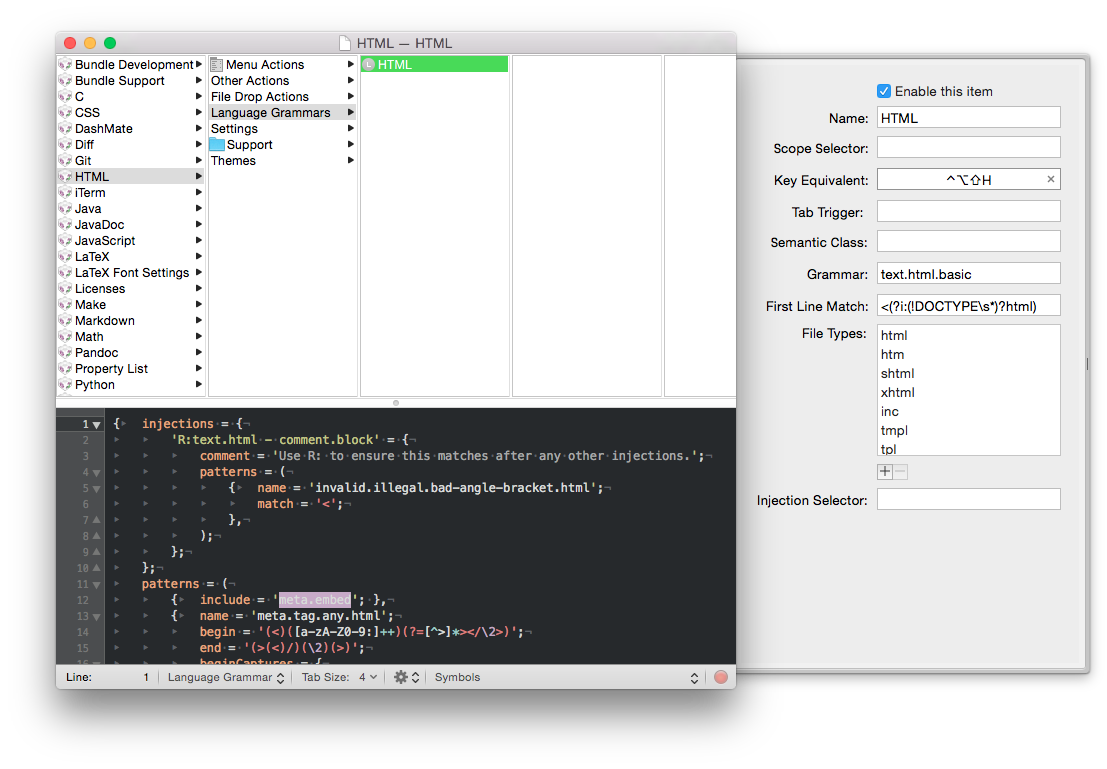 HTML — HTML
Bundle Development
Bundle Support
C
CSS
DashMate
Diff
Git
HTML
iTerm
Java
JavaDoc
JavaScript
LaTeX
LaTeX Font Settings
Licenses
Make
Markdown
Math
Pandoc
Property List
Python
Menu Actions
Other Actions
File Drop Actions
Language Grammars
Settings
Support
Themes
L HTML
Enable this item
Name: HTML
Scope Selector:
Key Equivalent: ^⌥⇧H ×
Tab Trigger:
Semantic Class:
Grammar: text.html.basic
First Line Match: <(?i:(!DOCTYPE\s*)?html)
File Types:
html
htm
shtml
xhtml
inc
tmpl
tpl
+ −
Injection Selector:
1 {▸ injections·=·{¬
2 ▸ ▸ 'R:text.html·-·comment.block'·=·{¬
3 ▸ ▸ ▸ comment·=·'Use·R:·to·ensure·this·matches·after·any·other·injections.';¬
4 ▸ ▸ ▸ patterns·=·(¬
5 ▸ ▸ ▸ ▸ {▸ name·=·'invalid.illegal.bad-angle-bracket.html';¬
6 ▸ ▸ ▸ ▸ ▸ match·=·'<';¬
7 ▸ ▸ ▸ ▸ },¬
8 ▸ ▸ ▸ );¬
9 ▸ ▸ };¬
10 ▸ };¬
11 ▸ patterns·=·(¬
12 ▸ ▸ {▸ include·=·'meta.embed';·},¬
13 ▸ ▸ {▸ name·=·'meta.tag.any.html';¬
14 ▸ ▸ ▸ begin·=·'(<)([a-zA-Z0-9:]++)(?=[^>]*></\2>)';¬
15 ▸ ▸ ▸ end·=·'(>(<)/)(\2)(>)';¬
16 ▸ ▸ ▸ beginCaptures·=·{
Line: 1 Language Grammar Tab Size: 4 Symbols